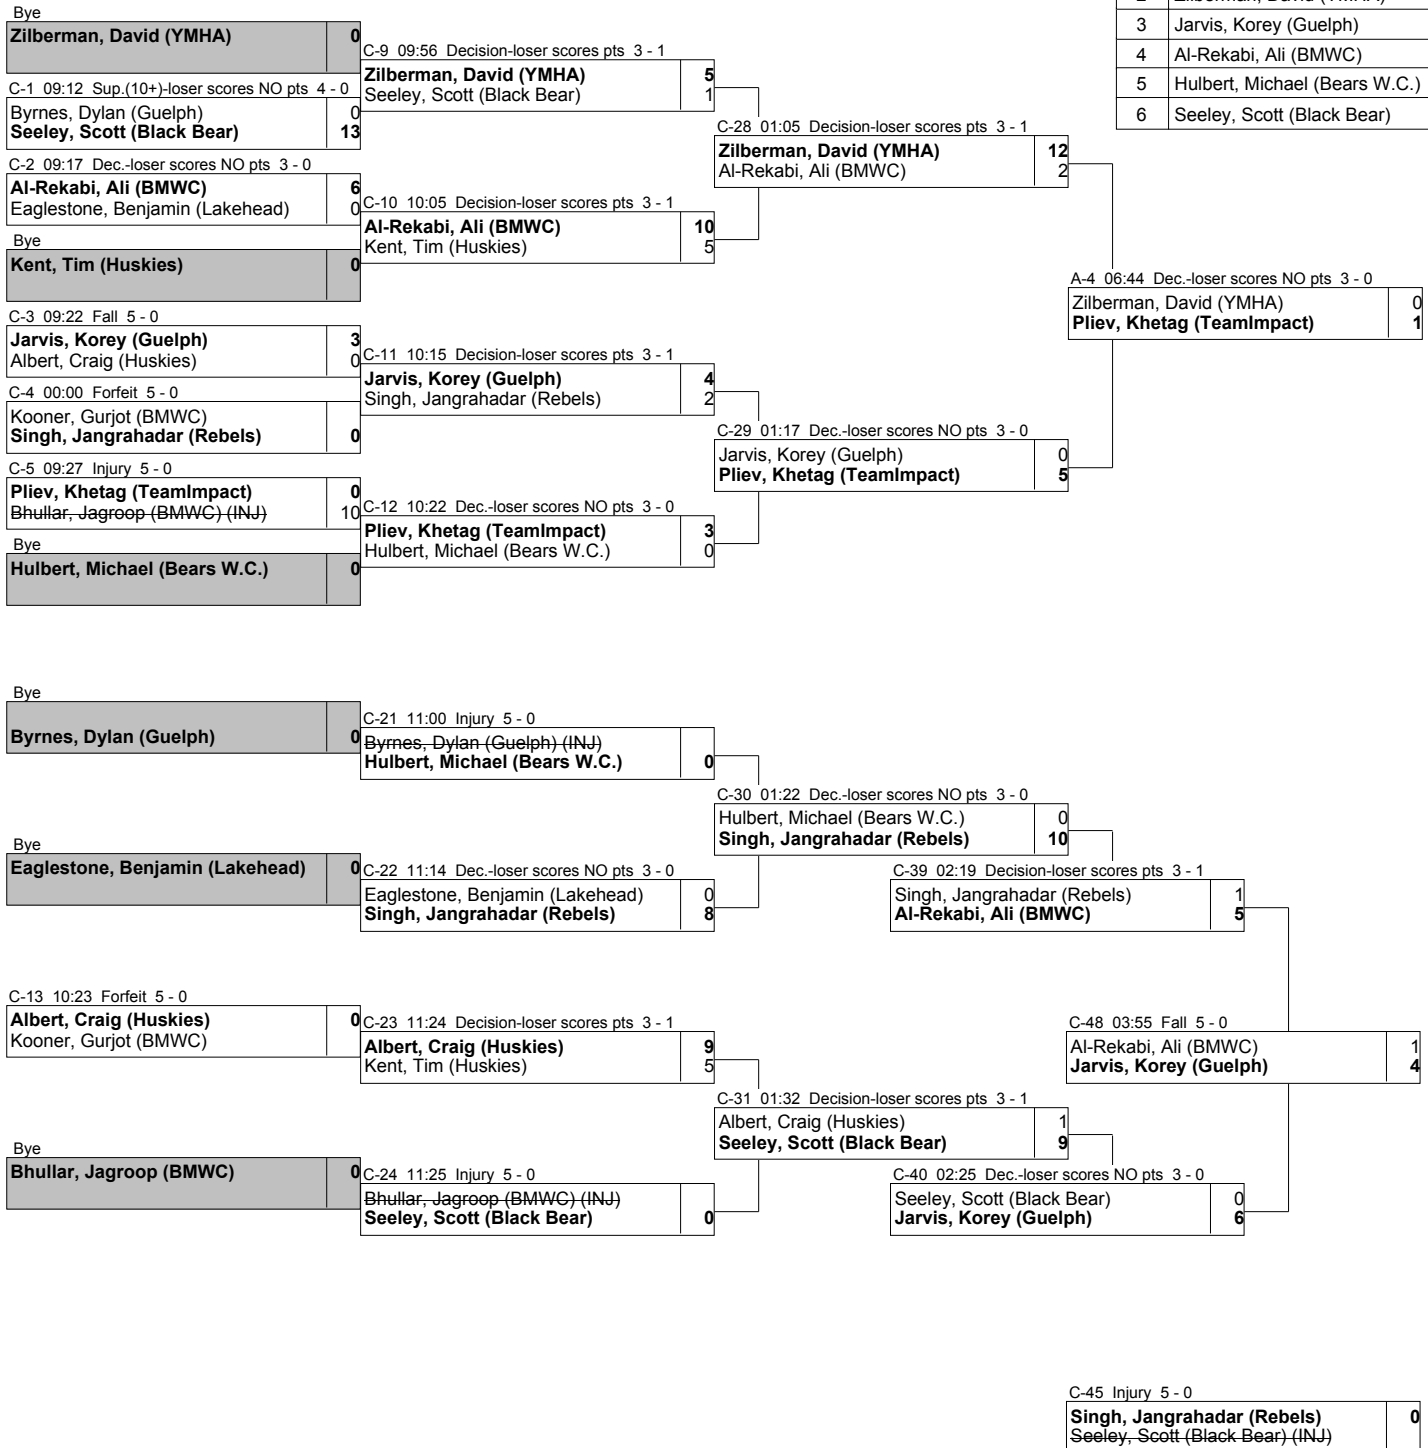 2 Zilberman, David (YMHA)
3 Jarvis, Korey (Guelph)
4 Al-Rekabi, Ali (BMWC)
5 Hulbert, Michael (Bears W.C.)
6 Seeley, Scott (Black Bear)
Bye
Zilberman, David (YMHA) 0
C-1 09:12 Sup.(10+)-loser scores NO pts 4 - 0
Byrnes, Dylan (Guelph) 0
Seeley, Scott (Black Bear) 13
C-2 09:17 Dec.-loser scores NO pts 3 - 0
Al-Rekabi, Ali (BMWC) 6
Eaglestone, Benjamin (Lakehead) 0
Bye
Kent, Tim (Huskies) 0
C-3 09:22 Fall 5 - 0
Jarvis, Korey (Guelph) 3
Albert, Craig (Huskies) 0
C-4 00:00 Forfeit 5 - 0
Kooner, Gurjot (BMWC)
Singh, Jangrahadar (Rebels) 0
C-5 09:27 Injury 5 - 0
Pliev, Khetag (TeamImpact) 0
Bhullar, Jagroop (BMWC) (INJ) 10
Bye
Hulbert, Michael (Bears W.C.) 0
C-9 09:56 Decision-loser scores pts 3 - 1
Zilberman, David (YMHA) 5
Seeley, Scott (Black Bear) 1
C-10 10:05 Decision-loser scores pts 3 - 1
Al-Rekabi, Ali (BMWC) 10
Kent, Tim (Huskies) 5
C-11 10:15 Decision-loser scores pts 3 - 1
Jarvis, Korey (Guelph) 4
Singh, Jangrahadar (Rebels) 2
C-12 10:22 Dec.-loser scores NO pts 3 - 0
Pliev, Khetag (TeamImpact) 3
Hulbert, Michael (Bears W.C.) 0
C-28 01:05 Decision-loser scores pts 3 - 1
Zilberman, David (YMHA) 12
Al-Rekabi, Ali (BMWC) 2
C-29 01:17 Dec.-loser scores NO pts 3 - 0
Jarvis, Korey (Guelph) 0
Pliev, Khetag (TeamImpact) 5
A-4 06:44 Dec.-loser scores NO pts 3 - 0
Zilberman, David (YMHA) 0
Pliev, Khetag (TeamImpact) 1
Bye
Byrnes, Dylan (Guelph) 0
Bye
Eaglestone, Benjamin (Lakehead) 0
C-13 10:23 Forfeit 5 - 0
Albert, Craig (Huskies) 0
Kooner, Gurjot (BMWC)
Bye
Bhullar, Jagroop (BMWC) 0
C-21 11:00 Injury 5 - 0
Byrnes, Dylan (Guelph) (INJ)
Hulbert, Michael (Bears W.C.) 0
C-22 11:14 Dec.-loser scores NO pts 3 - 0
Eaglestone, Benjamin (Lakehead) 0
Singh, Jangrahadar (Rebels) 8
C-23 11:24 Decision-loser scores pts 3 - 1
Albert, Craig (Huskies) 9
Kent, Tim (Huskies) 5
C-24 11:25 Injury 5 - 0
Bhullar, Jagroop (BMWC) (INJ)
Seeley, Scott (Black Bear) 0
C-30 01:22 Dec.-loser scores NO pts 3 - 0
Hulbert, Michael (Bears W.C.) 0
Singh, Jangrahadar (Rebels) 10
C-31 01:32 Decision-loser scores pts 3 - 1
Albert, Craig (Huskies) 1
Seeley, Scott (Black Bear) 9
C-39 02:19 Decision-loser scores pts 3 - 1
Singh, Jangrahadar (Rebels) 1
Al-Rekabi, Ali (BMWC) 5
C-40 02:25 Dec.-loser scores NO pts 3 - 0
Seeley, Scott (Black Bear) 0
Jarvis, Korey (Guelph) 6
C-48 03:55 Fall 5 - 0
Al-Rekabi, Ali (BMWC) 1
Jarvis, Korey (Guelph) 4
C-45 Injury 5 - 0
Singh, Jangrahadar (Rebels) 0
Seeley, Scott (Black Bear) (INJ)